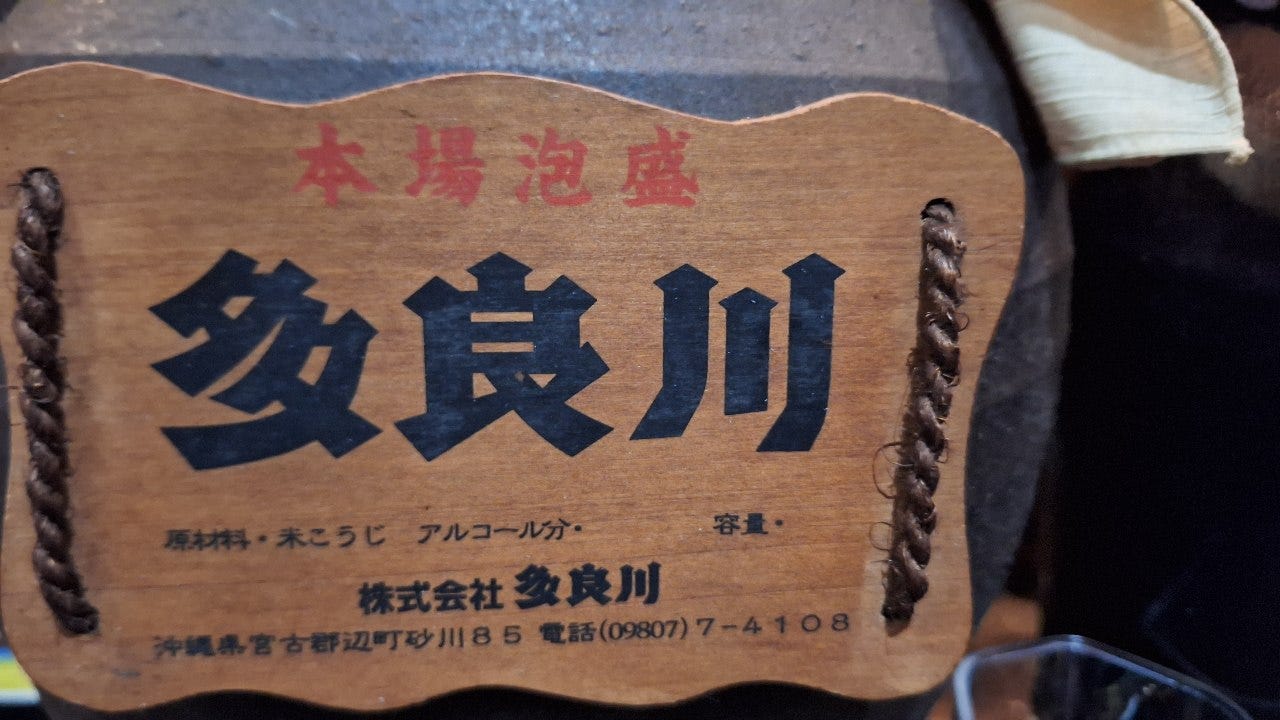 本場泡盛
多良川
原材料・米こうじ アルコール分・ 容量・
株式会社 多良川
沖縄県宮古郡辺町砂川85 電話(09807)7-4108